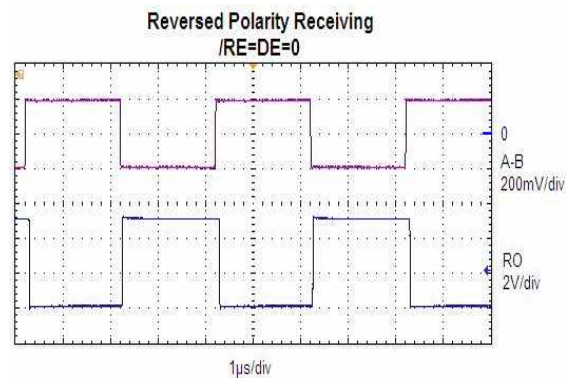 Reversed Polarity Receiving
/RE=DE=0
0
A-B
200mV/div
RO
2V/div
1μs/div